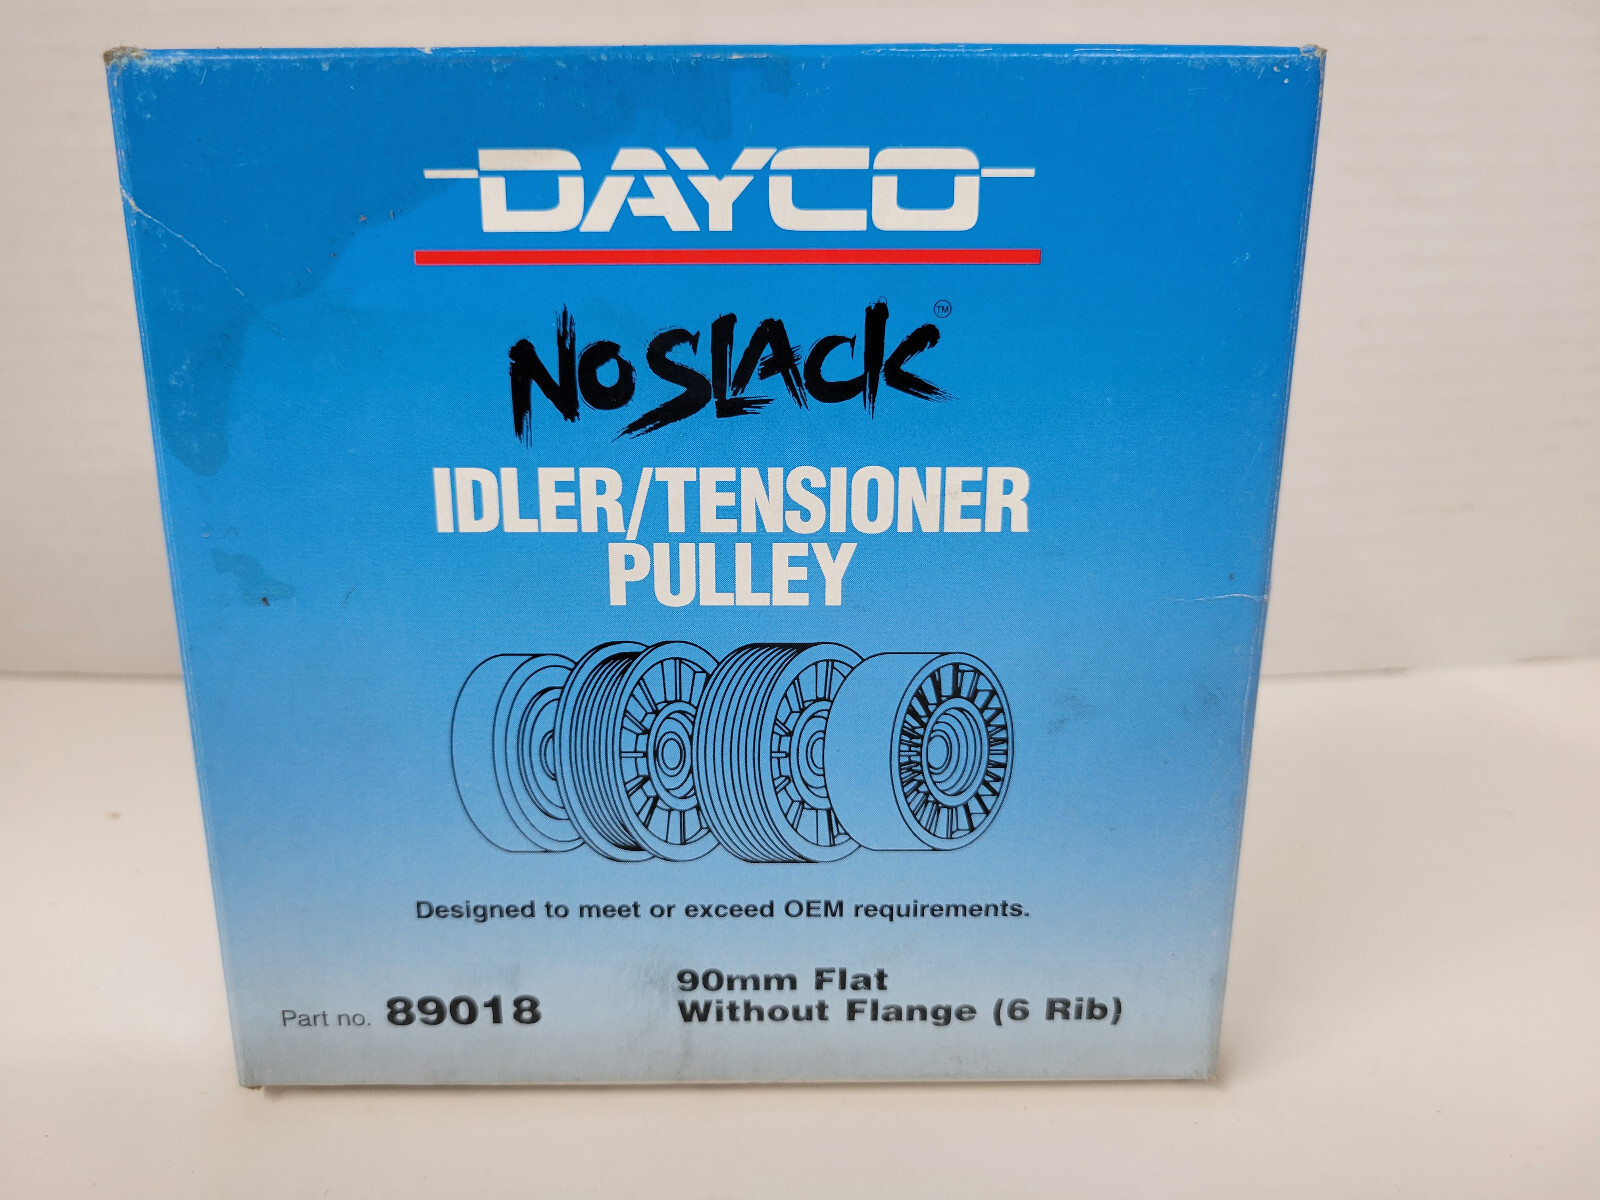 DAYCO
NO SLACK™
IDLER/TENSIONER
PULLEY
Designed to meet or exceed OEM requirements.
Part no. 89018
90mm Flat
Without Flange (6 Rib)